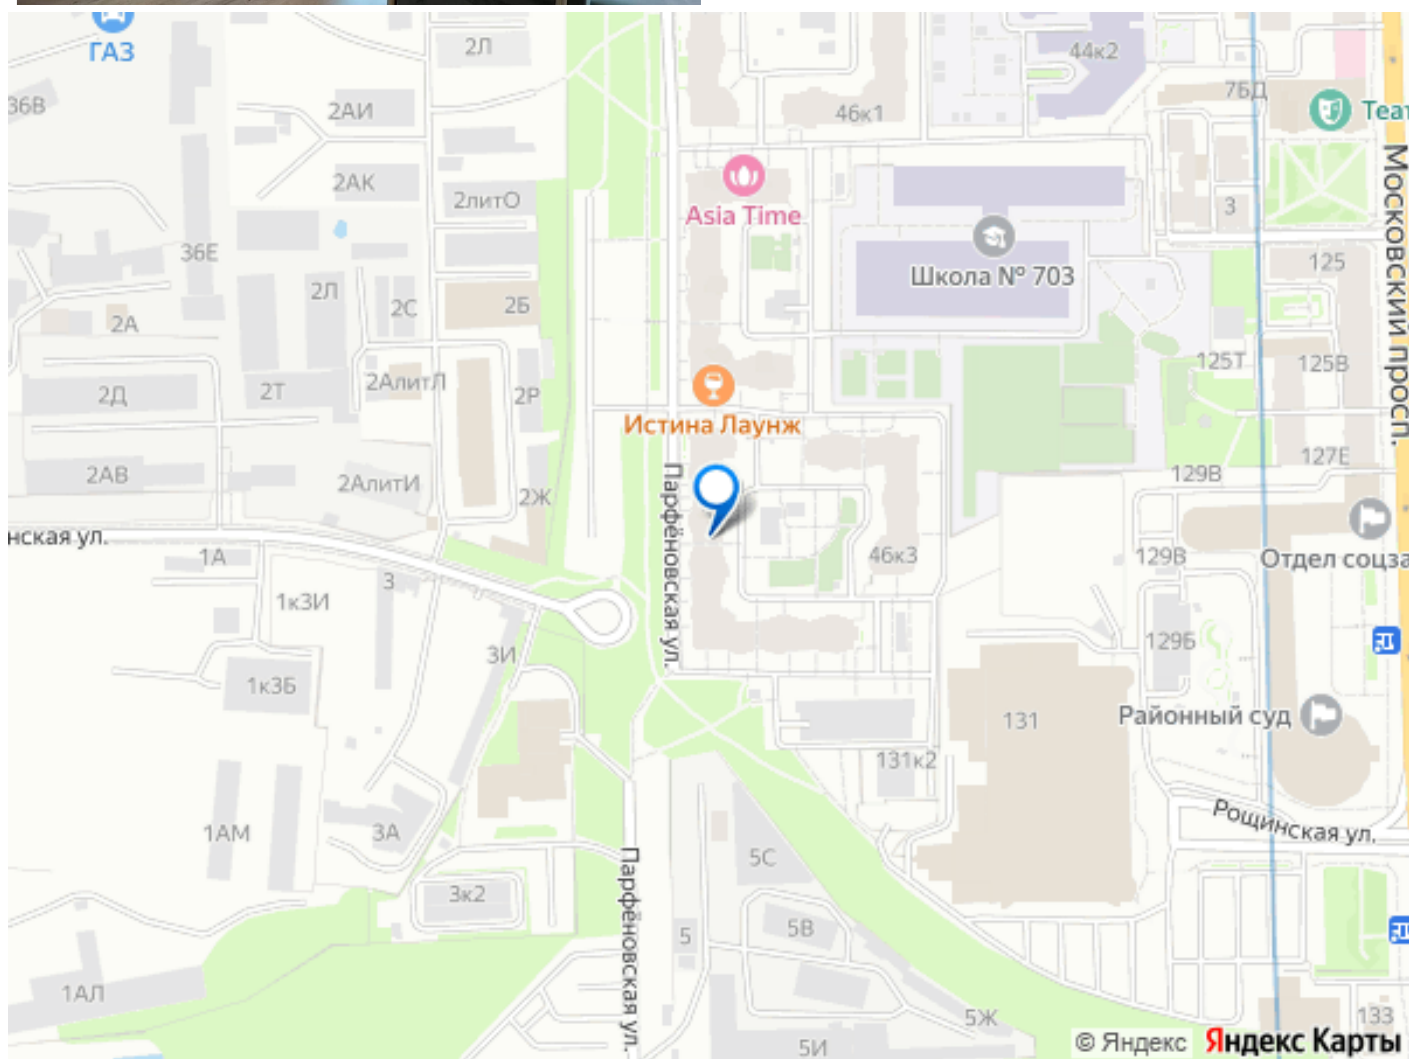 ГАЗ
2Л
44к2
36В
2АИ
46к1
76Д
Теат
2АК
Asia Time
2литО
3
Московский просп.
36Е
Школа № 703
125
2Л
2С
2Б
2А
125Т
125В
2Д
2Т
2АлитЛ
2Р
Истина Лаунж
127Е
2АВ
2АлитИ
2Ж
129В
Парфёновская ул.
нская ул.
1А
46к3
129В
Отдел соцза
3
1к3И
3И
129Б
1к3Б
131
Районный суд
131к2
1АМ
3А
Рощинская ул.
5С
3к2
Парфёновская ул.
5
5В
1АЛ
5Ж
133
5И
© Яндекс Яндекс Карты